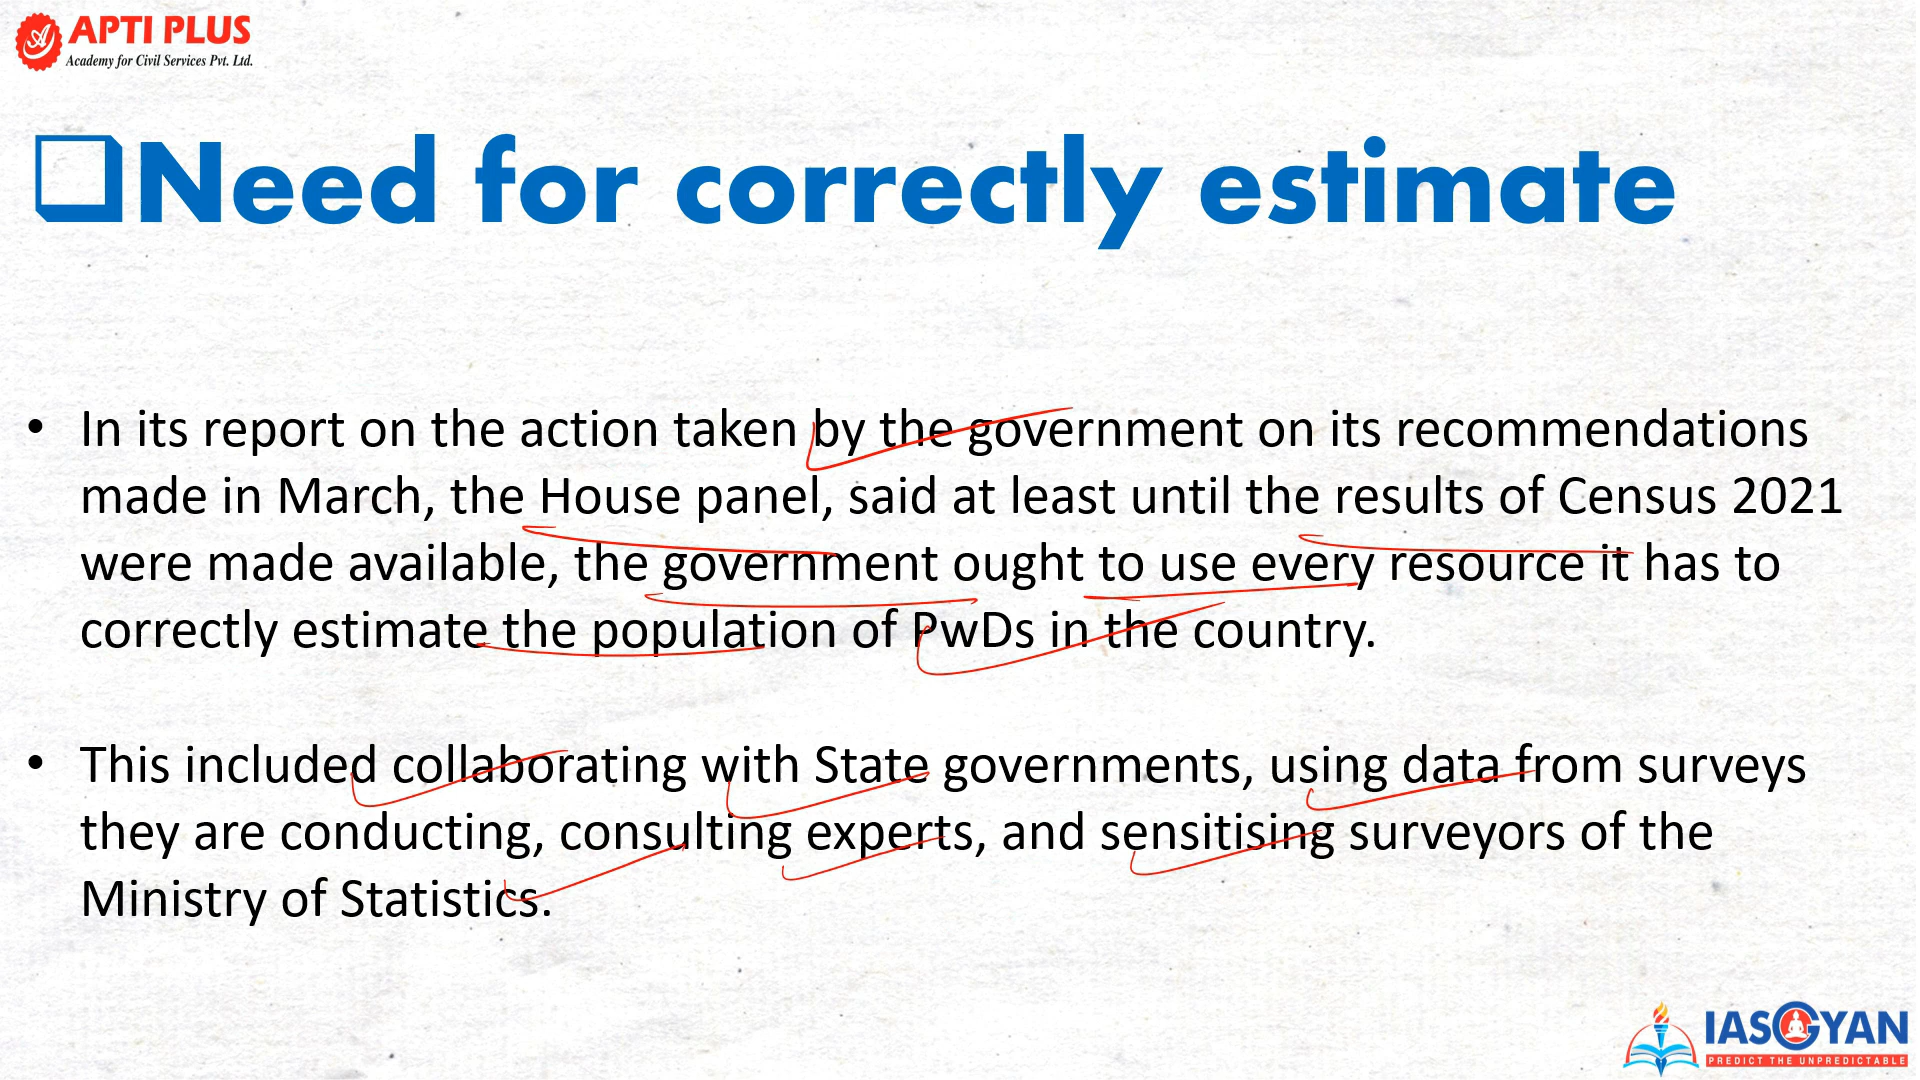 APTI PLUS
Academy for Civil Services Pvt. Ltd.
Need for correctly estimate
• In its report on the action taken by the government on its recommendations
made in March, the House panel, said at least until the results of Census 2021
were made available, the government ought to use every resource it has to
correctly estimate the population of PwDs in the country.
• This included collaborating with State governments, using data from surveys
they are conducting, consulting experts, and sensitising surveyors of the
Ministry of Statistics.
IASGYAN
PREDICT THE UNPREDICTABLE